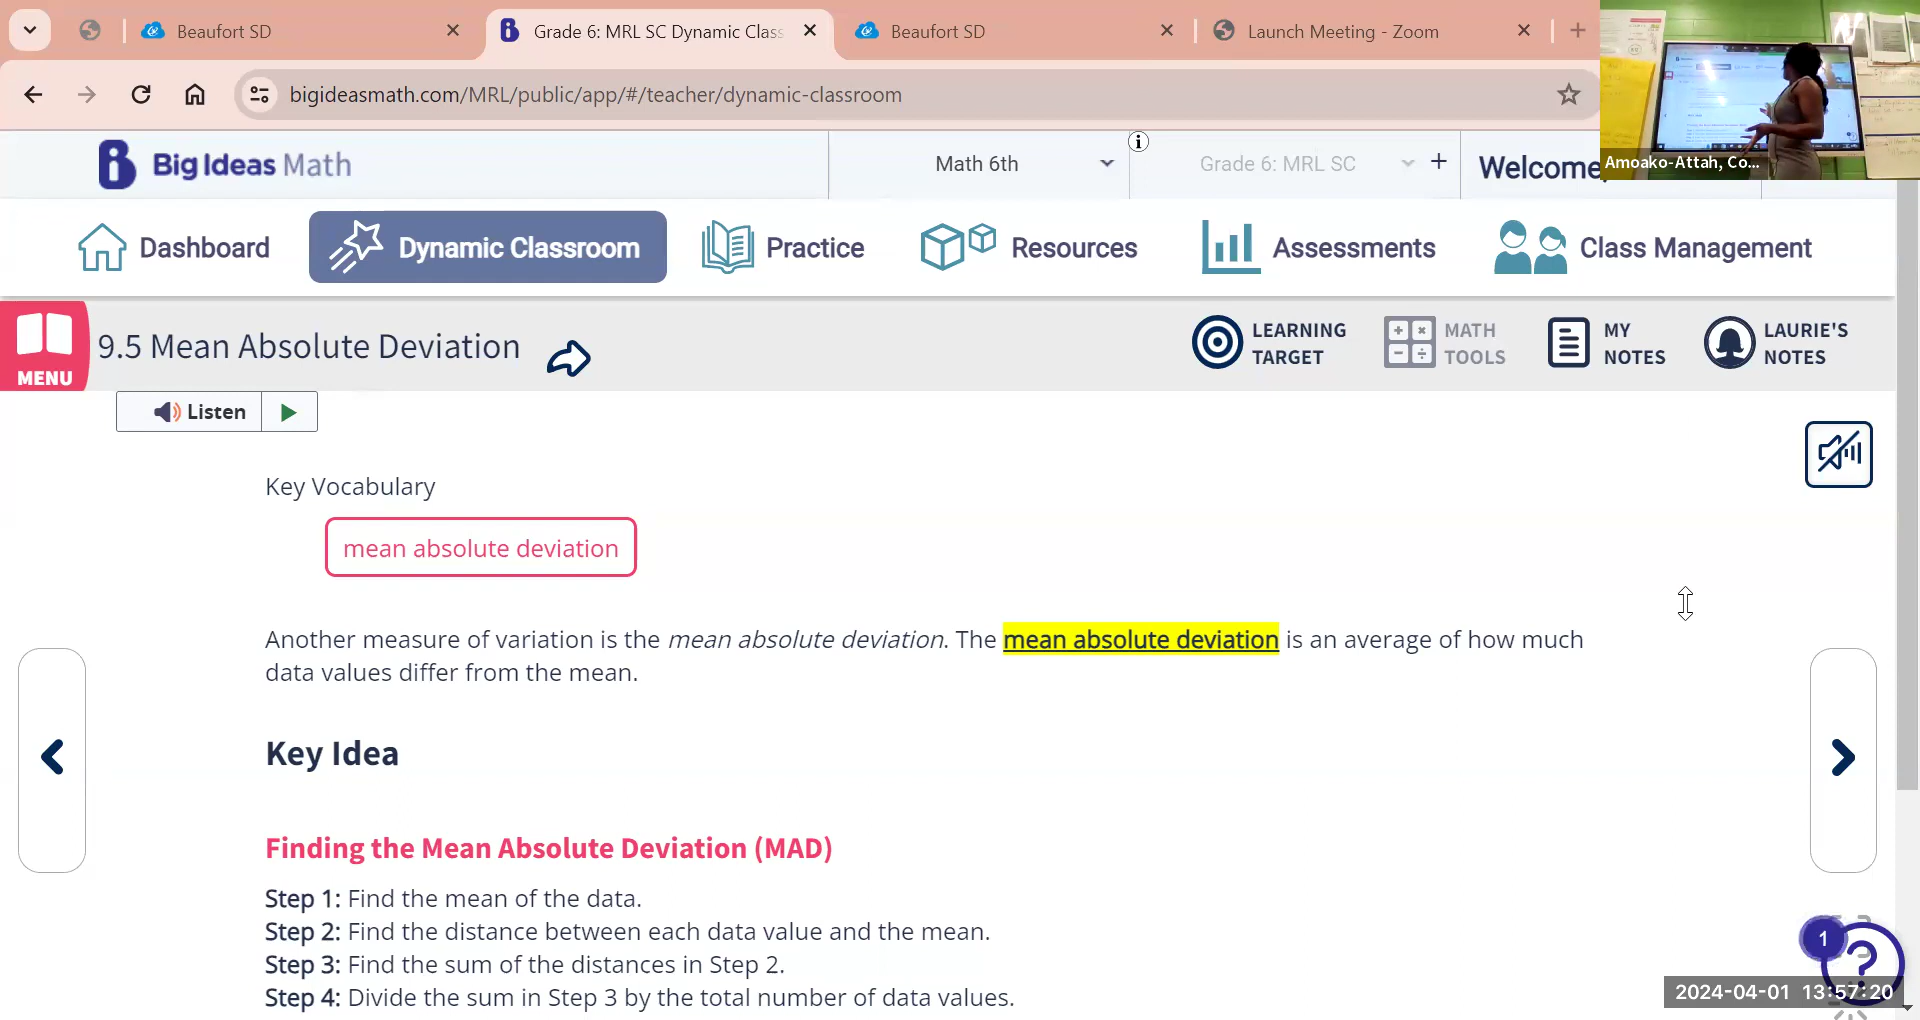 Beaufort SD
Grade 6: MRL SC Dynamic Clas
Beaufort SD
Launch Meeting - Zoom
bigideasmath.com/MRL/public/app/#/teacher/dynamic-classroom
Amoako-Attah, Co...
Big Ideas Math
Math 6th
Grade 6: MRL SC
Welcome,
Dashboard
Dynamic Classroom
Practice
Resources
Assessments
Class Management
MENU
9.5 Mean Absolute Deviation
LEARNING TARGET
MATH TOOLS
MY NOTES
LAURIE'S NOTES
Listen
Key Vocabulary
mean absolute deviation
Another measure of variation is the mean absolute deviation. The mean absolute deviation is an average of how much
data values differ from the mean.
Key Idea
Finding the Mean Absolute Deviation (MAD)
Step 1: Find the mean of the data.
Step 2: Find the distance between each data value and the mean.
Step 3: Find the sum of the distances in Step 2.
Step 4: Divide the sum in Step 3 by the total number of data values.
1
?
2024-04-01 13:57:20